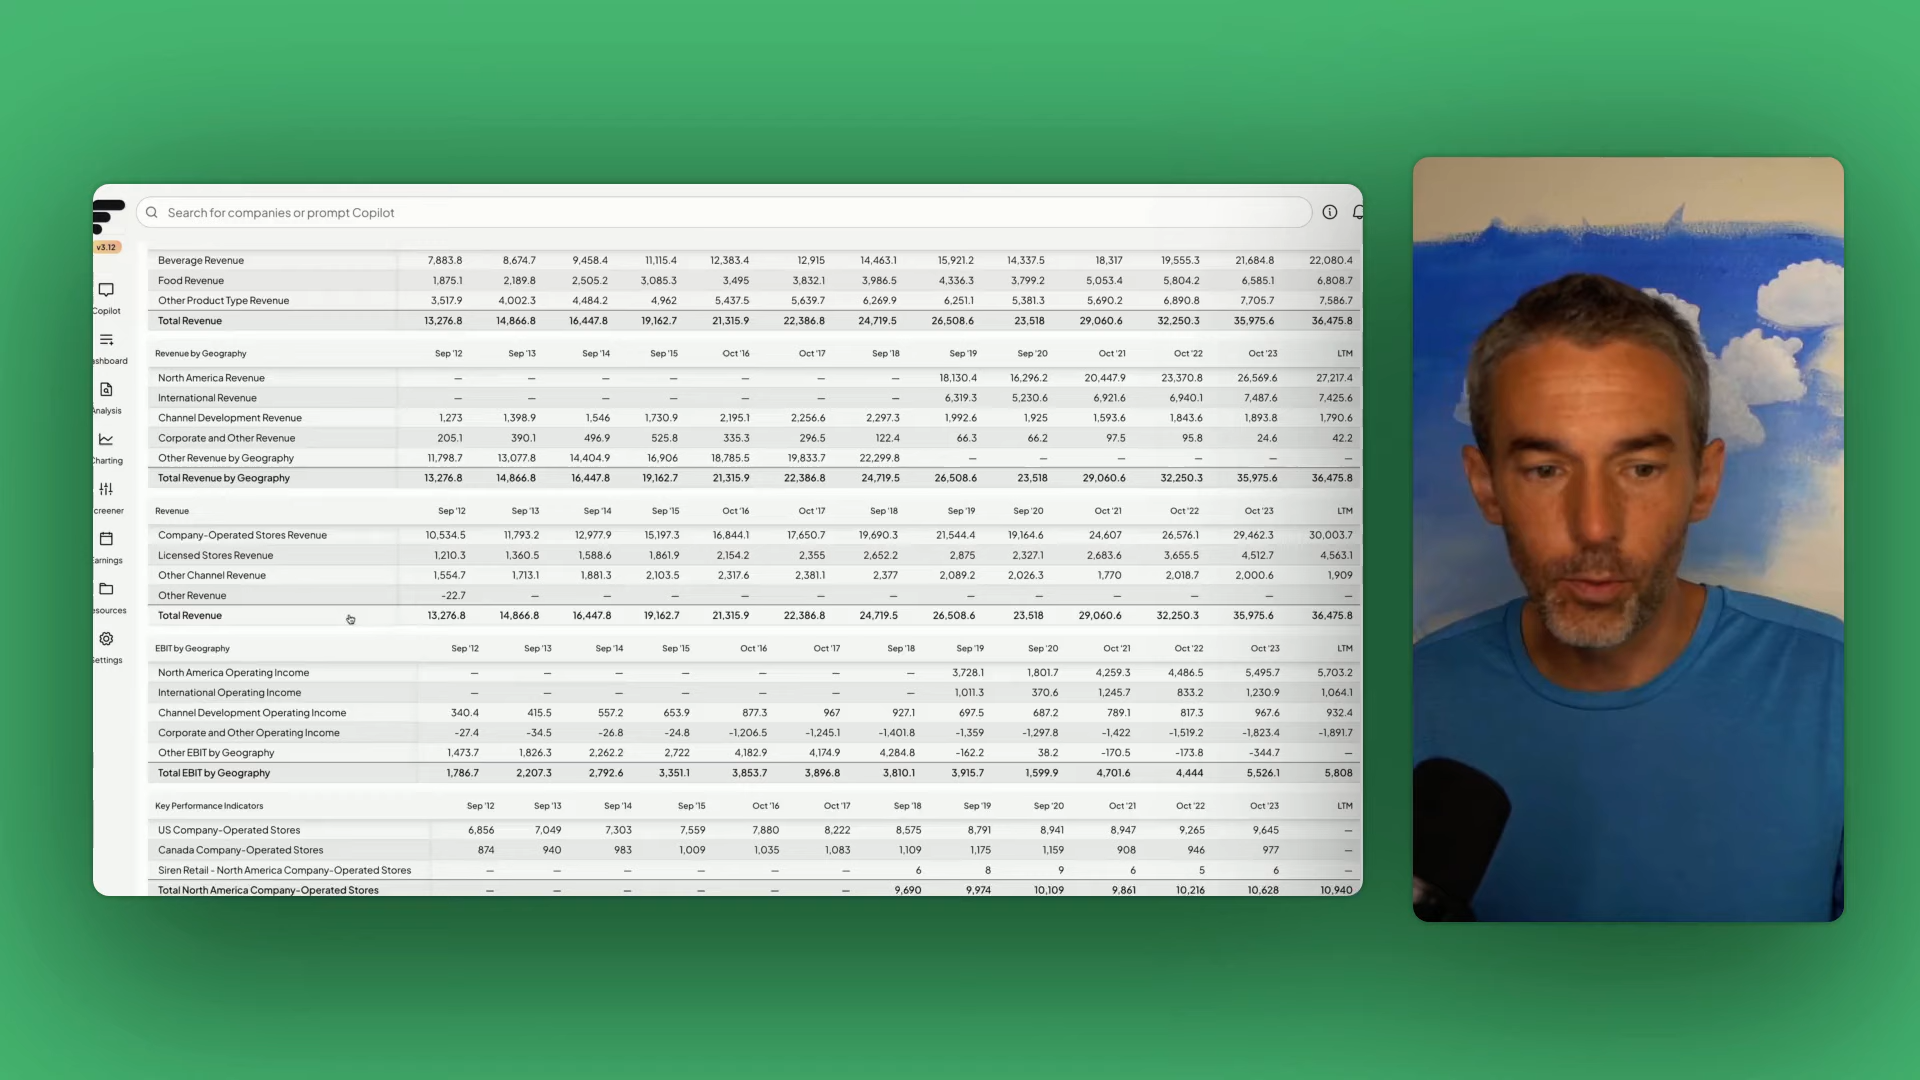 Search for companies or prompt Copilot
v3.12
Copilot
ashboard
Analysis
Charting
creener
Earnings
esources
Settings
Beverage Revenue 7,883.8 8,674.7 9,458.4 11,115.4 12,383.4 12,915 14,463.1 15,921.2 14,337.5 18,317 19,555.3 21,684.8 22,080.4
Food Revenue 1,875.1 2,189.8 2,505.2 3,085.3 3,495 3,832.1 3,986.5 4,336.3 3,799.2 5,053.4 5,804.2 6,585.1 6,808.7
Other Product Type Revenue 3,517.9 4,002.3 4,484.2 4,962 5,437.5 5,639.7 6,269.9 6,251.1 5,381.3 5,690.2 6,890.8 7,705.7 7,586.7
Total Revenue 13,276.8 14,866.8 16,447.8 19,162.7 21,315.9 22,386.8 24,719.5 26,508.6 23,518 29,060.6 32,250.3 35,975.6 36,475.8
Revenue by Geography Sep '12 Sep '13 Sep '14 Sep '15 Oct '16 Oct '17 Sep '18 Sep '19 Sep '20 Oct '21 Oct '22 Oct '23 LTM
North America Revenue — — — — — — — 18,130.4 16,296.2 20,447.9 23,370.8 26,569.6 27,217.4
International Revenue — — — — — — — 6,319.3 5,230.6 6,921.6 6,940.1 7,487.6 7,425.6
Channel Development Revenue 1,273 1,398.9 1,546 1,730.9 2,195.1 2,256.6 2,297.3 1,992.6 1,925 1,593.6 1,843.6 1,893.8 1,790.6
Corporate and Other Revenue 205.1 390.1 496.9 525.8 335.3 296.5 122.4 66.3 66.2 97.5 95.8 24.6 42.2
Other Revenue by Geography 11,798.7 13,077.8 14,404.9 16,906 18,785.5 19,833.7 22,299.8 — — — — — —
Total Revenue by Geography 13,276.8 14,866.8 16,447.8 19,162.7 21,315.9 22,386.8 24,719.5 26,508.6 23,518 29,060.6 32,250.3 35,975.6 36,475.8
Revenue Sep '12 Sep '13 Sep '14 Sep '15 Oct '16 Oct '17 Sep '18 Sep '19 Sep '20 Oct '21 Oct '22 Oct '23 LTM
Company-Operated Stores Revenue 10,534.5 11,793.2 12,977.9 15,197.3 16,844.1 17,650.7 19,690.3 21,544.4 19,164.6 24,607 26,576.1 29,462.3 30,003.7
Licensed Stores Revenue 1,210.3 1,360.5 1,588.6 1,861.9 2,154.2 2,355 2,652.2 2,875 2,327.1 2,683.6 3,655.5 4,512.7 4,563.1
Other Channel Revenue 1,554.7 1,713.1 1,881.3 2,103.5 2,317.6 2,381.1 2,377 2,089.2 2,026.3 1,770 2,018.7 2,000.6 1,909
Other Revenue -22.7 — — — — — — — — — — — —
Total Revenue 13,276.8 14,866.8 16,447.8 19,162.7 21,315.9 22,386.8 24,719.5 26,508.6 23,518 29,060.6 32,250.3 35,975.6 36,475.8
EBIT by Geography Sep '12 Sep '13 Sep '14 Sep '15 Oct '16 Oct '17 Sep '18 Sep '19 Sep '20 Oct '21 Oct '22 Oct '23 LTM
North America Operating Income — — — — — — — 3,728.1 1,801.7 4,259.3 4,486.5 5,495.7 5,703.2
International Operating Income — — — — — — — 1,011.3 370.6 1,245.7 833.2 1,230.9 1,064.1
Channel Development Operating Income 340.4 415.5 557.2 653.9 877.3 967 927.1 697.5 687.2 789.1 817.3 967.6 932.4
Corporate and Other Operating Income -27.4 -34.5 -26.8 -24.8 -1,206.5 -1,245.1 -1,401.8 -1,359 -1,297.8 -1,422 -1,519.2 -1,823.4 -1,891.7
Other EBIT by Geography 1,473.7 1,826.3 2,262.2 2,722 4,182.9 4,174.9 4,284.8 -162.2 38.2 -170.5 -173.8 -344.7 —
Total EBIT by Geography 1,786.7 2,207.3 2,792.6 3,351.1 3,853.7 3,896.8 3,810.1 3,915.7 1,599.9 4,701.6 4,444 5,526.1 5,808
Key Performance Indicators Sep '12 Sep '13 Sep '14 Sep '15 Oct '16 Oct '17 Sep '18 Sep '19 Sep '20 Oct '21 Oct '22 Oct '23 LTM
US Company-Operated Stores 6,856 7,049 7,303 7,559 7,880 8,222 8,575 8,791 8,941 8,947 9,265 9,645 —
Canada Company-Operated Stores 874 940 983 1,009 1,035 1,083 1,109 1,175 1,159 908 946 977 —
Siren Retail - North America Company-Operated Stores — — — — — — 6 8 9 6 5 6 —
Total North America Company-Operated Stores — — — — — — 9,690 9,974 10,109 9,861 10,216 10,628 10,940